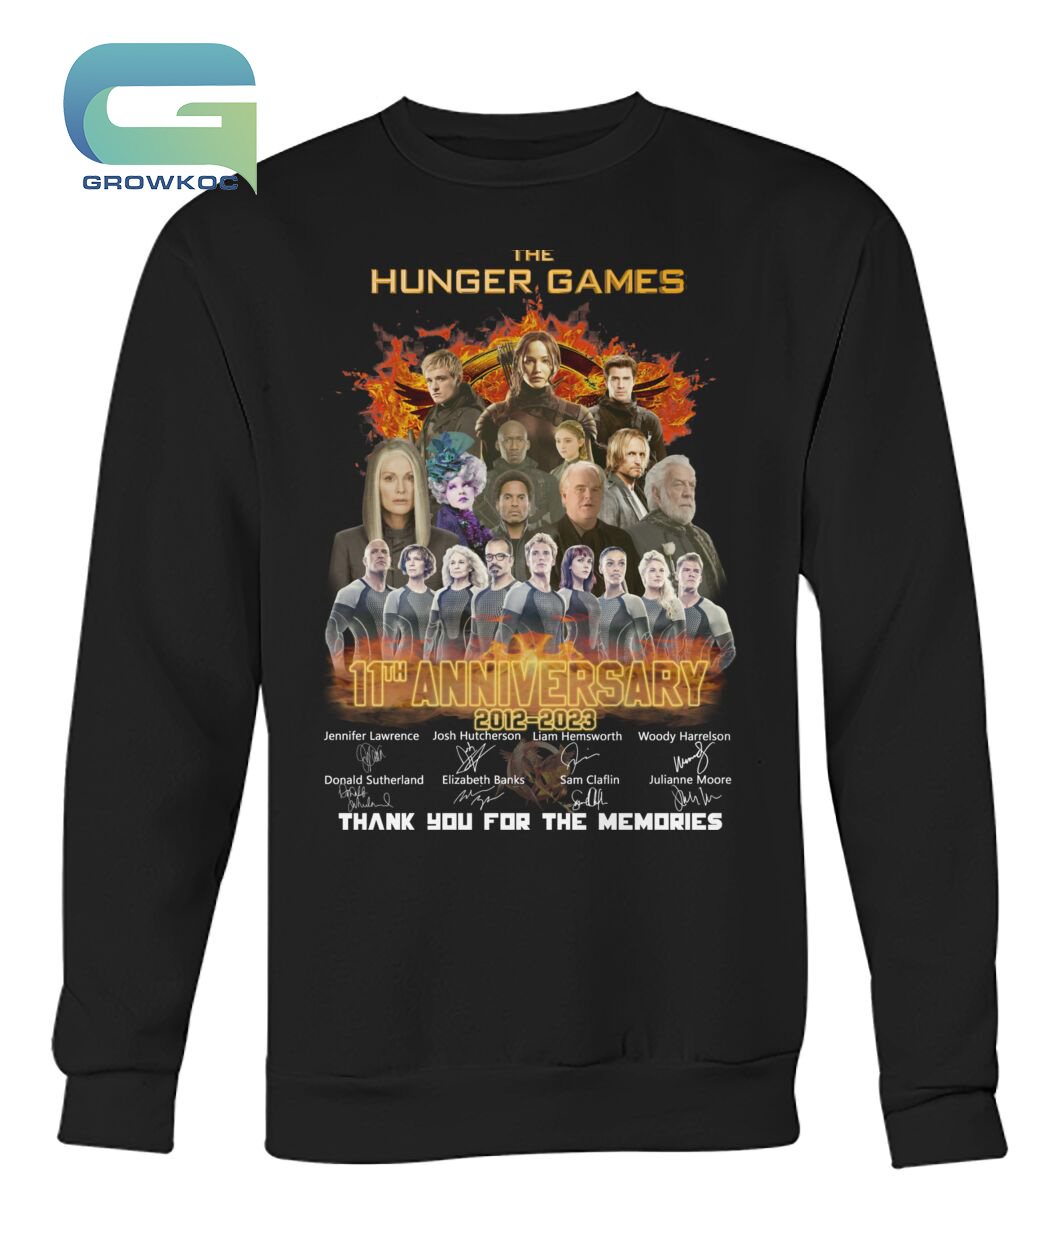 GROWKOC
THE
HUNGER GAMES
11TH ANNIVERSARY
2012-2023
Jennifer Lawrence Josh Hutcherson Liam Hemsworth Woody Harrelson
Donald Sutherland Elizabeth Banks Sam Claflin Julianne Moore
THANK YOU FOR THE MEMORIES